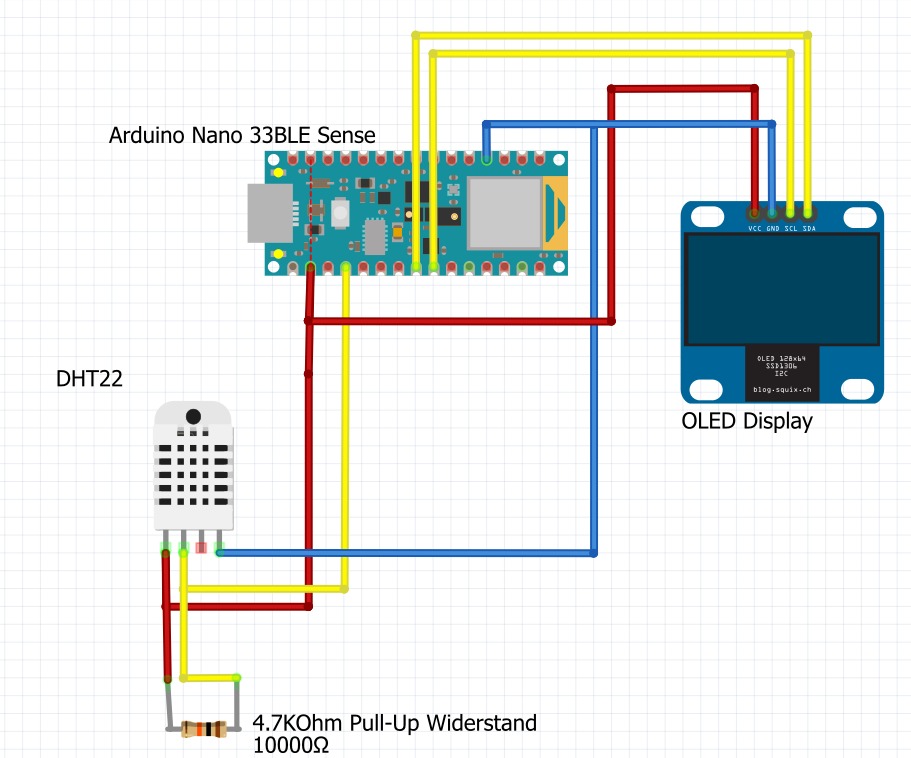 Arduino Nano 33BLE Sense
VCC GND SCL SDA
OLED 128x64
SSD1306
I2C
blog.squix.ch
DHT22
OLED Display
4.7KOhm Pull-Up Widerstand
10000Ω